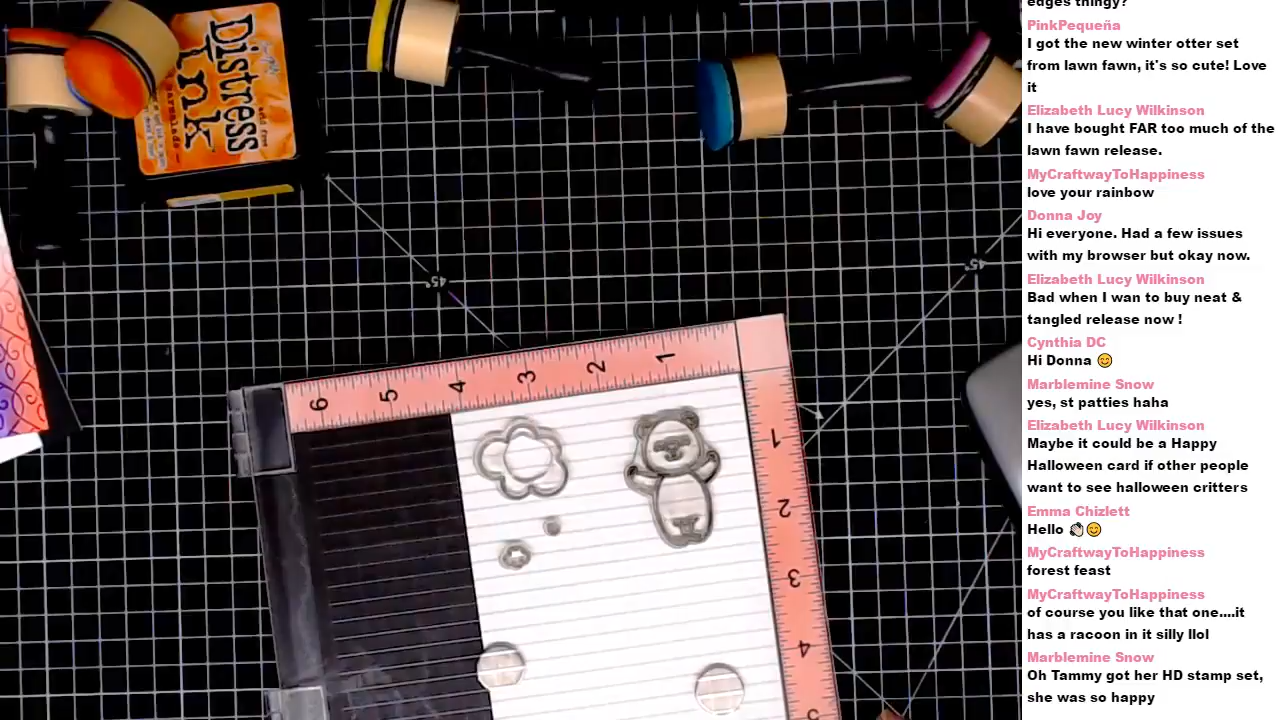 edges thingy?
PinkPequeña
I got the new winter otter set
from lawn fawn, it's so cute! Love
it
Elizabeth Lucy Wilkinson
I have bought FAR too much of the
lawn fawn release.
MyCraftwayToHappiness
love your rainbow
Donna Joy
Hi everyone. Had a few issues
with my browser but okay now.
Elizabeth Lucy Wilkinson
Bad when I wan to buy neat &
tangled release now !
Cynthia DC
Hi Donna 😊
Marblemine Snow
yes, st patties haha
Elizabeth Lucy Wilkinson
Maybe it could be a Happy
Halloween card if other people
want to see halloween critters
Emma Chizlett
Hello 👏🏻😊
MyCraftwayToHappiness
forest feast
MyCraftwayToHappiness
of course you like that one....it
has a racoon in it silly llol
Marblemine Snow
Oh Tammy got her HD stamp set,
she was so happy
Distress
Ink
45°
45°
6
5
4
3
2
1
1
2
3
4
5